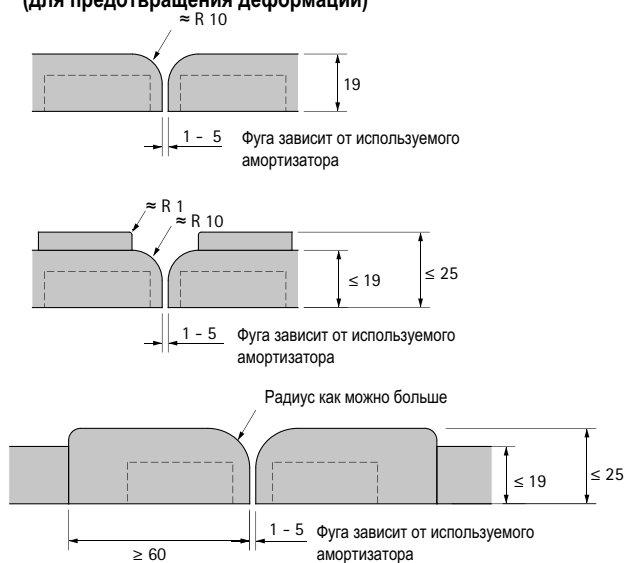 (для предотвращения деформации)
≈ R 10
19
1 - 5 Фуга зависит от используемого
амортизатора
≈ R 1
≈ R 10
≤ 19
≤ 25
1 - 5 Фуга зависит от используемого
амортизатора
Радиус как можно больше
≤ 19
≤ 25
≥ 60
1 - 5 Фуга зависит от используемого
амортизатора